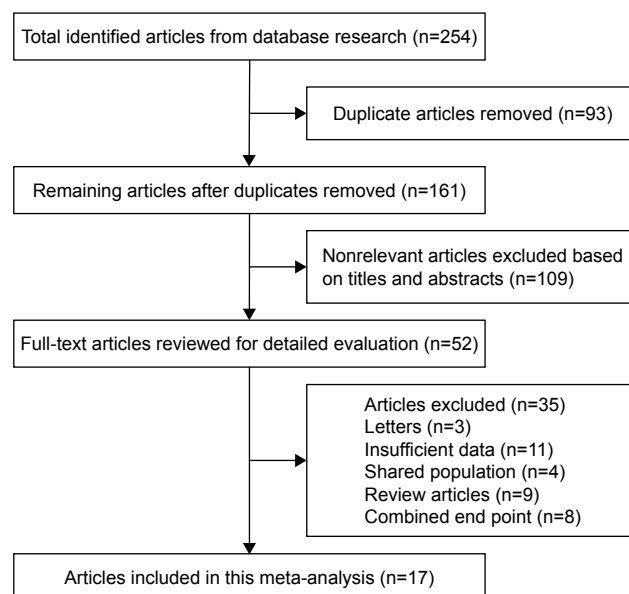 Total identified articles from database research (n=254)
Duplicate articles removed (n=93)
Remaining articles after duplicates removed (n=161)
Nonrelevant articles excluded based
on titles and abstracts (n=109)
Full-text articles reviewed for detailed evaluation (n=52)
Articles excluded (n=35)
Letters (n=3)
Insufficient data (n=11)
Shared population (n=4)
Review articles (n=9)
Combined end point (n=8)
Articles included in this meta-analysis (n=17)